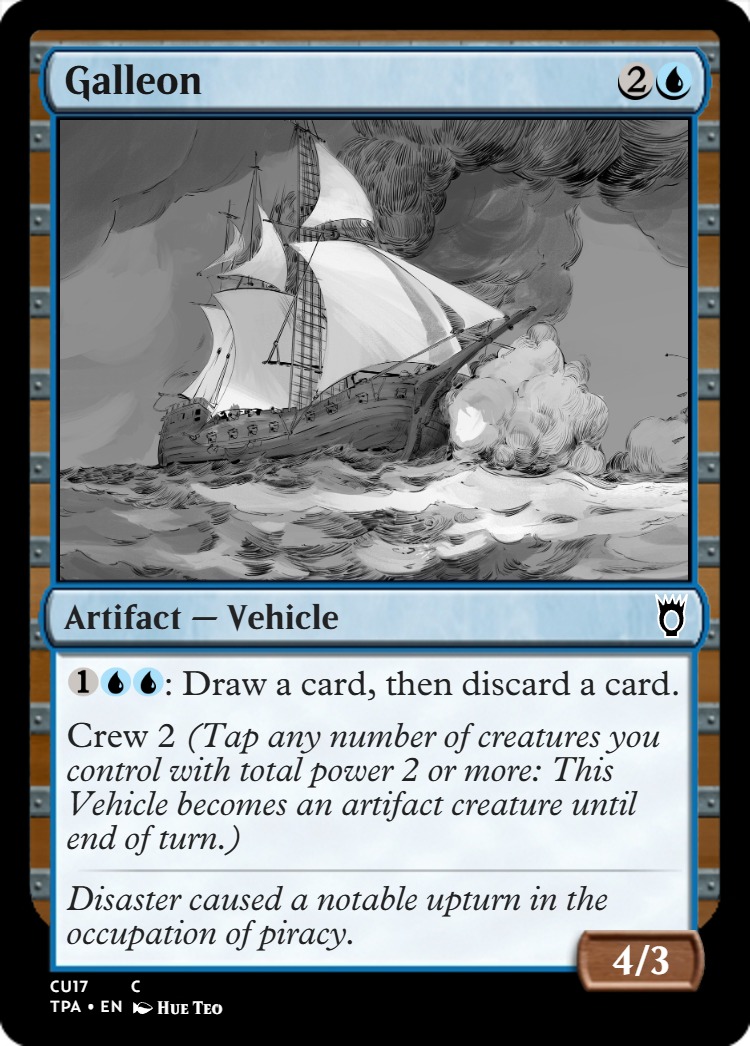 Galleon 2
Artifact — Vehicle
1: Draw a card, then discard a card.
Crew 2 (Tap any number of creatures you
control with total power 2 or more: This
Vehicle becomes an artifact creature until
end of turn.)
Disaster caused a notable upturn in the
occupation of piracy.
4/3
CU17 C
TPA • EN Hue Teo